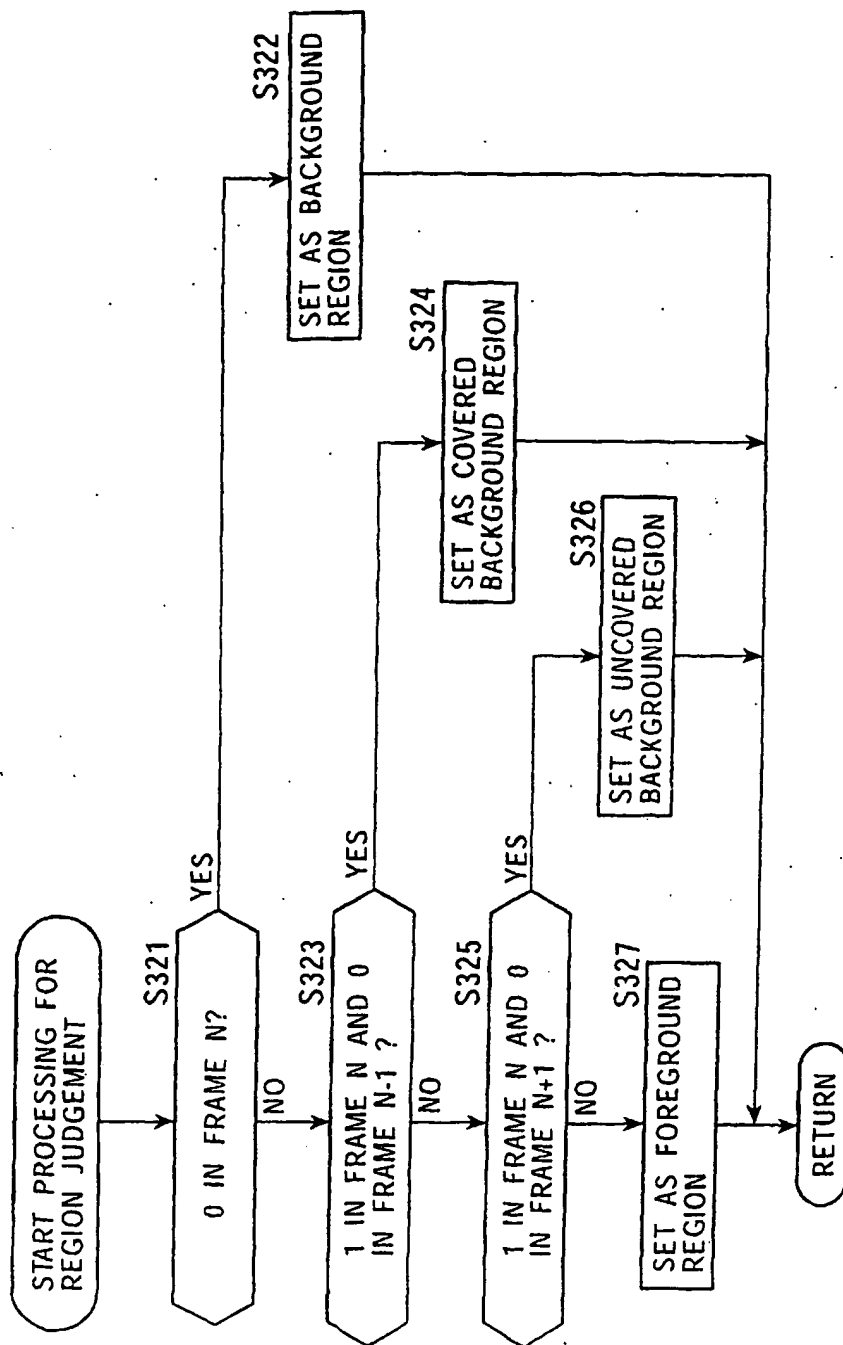 START PROCESSING FOR
REGION JUDGEMENT
S321
0 IN FRAME N?
YES
NO
S322
SET AS BACKGROUND
REGION
S323
1 IN FRAME N AND 0
IN FRAME N-1 ?
YES
NO
S324
SET AS COVERED
BACKGROUND REGION
S325
1 IN FRAME N AND 0
IN FRAME N+1 ?
YES
NO
S326
SET AS UNCOVERED
BACKGROUND REGION
S327
SET AS FOREGROUND
REGION
RETURN